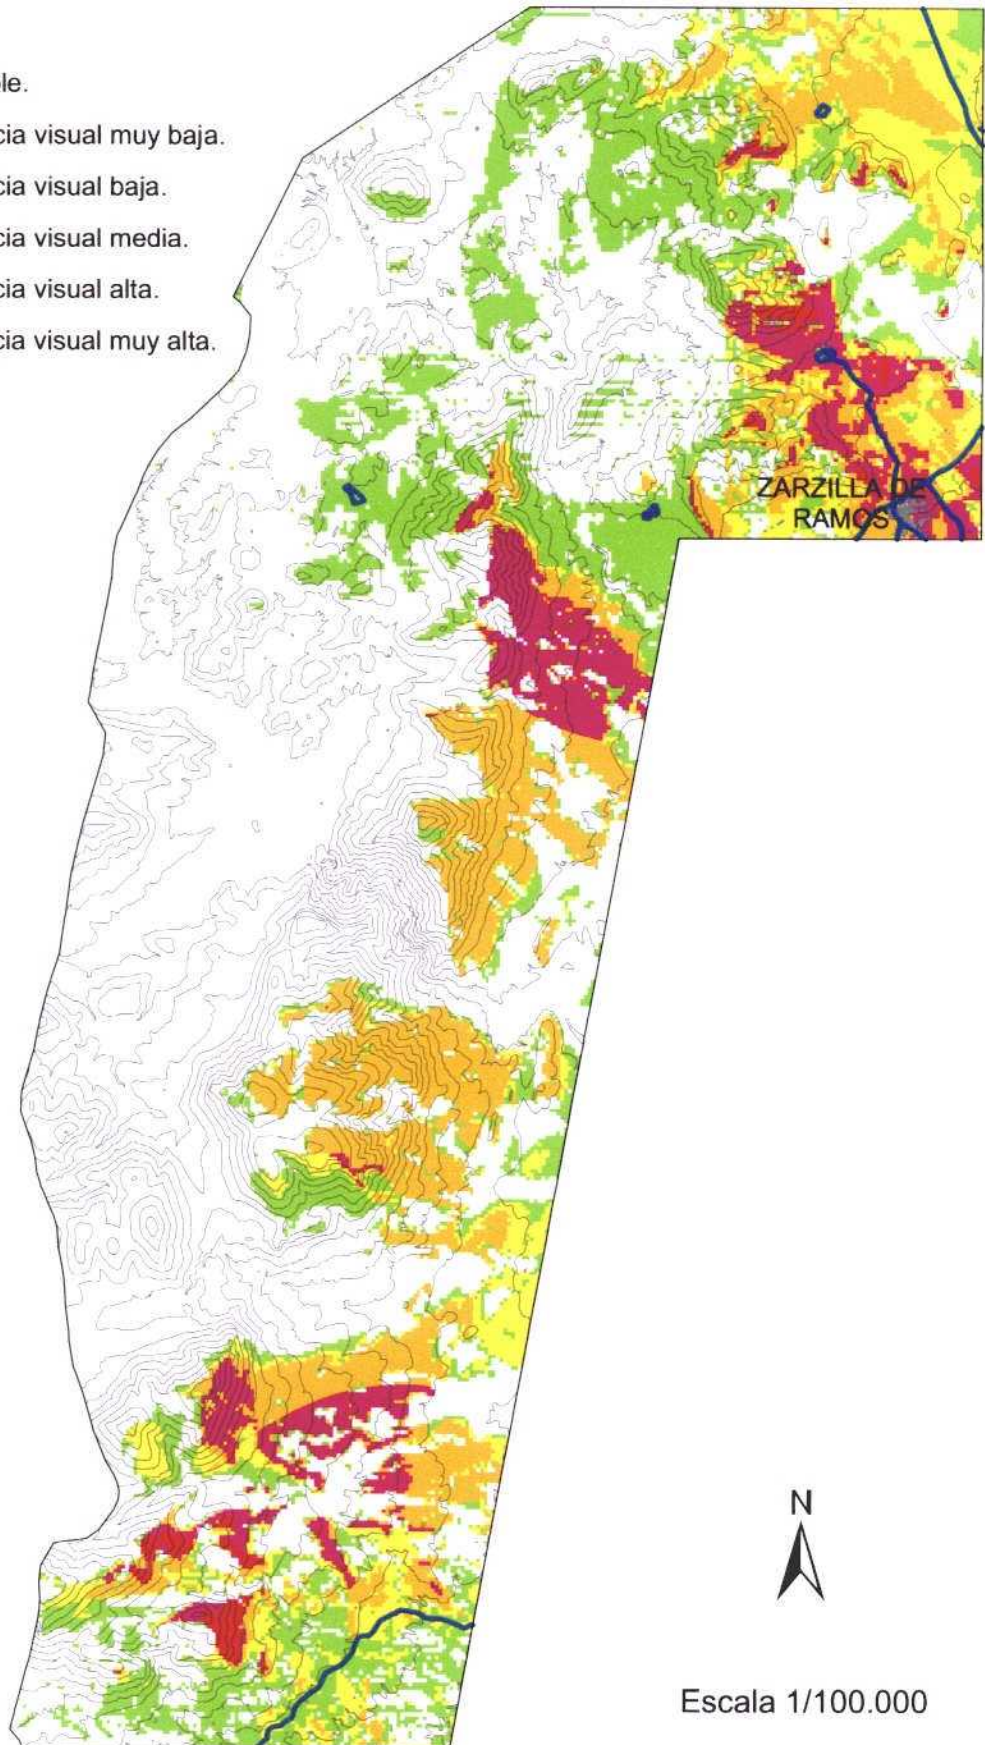 le.
cia visual muy baja.
cia visual baja.
cia visual media.
cia visual alta.
cia visual muy alta.
ZARZILLA DE
RAMOS
N
Escala 1/100.000